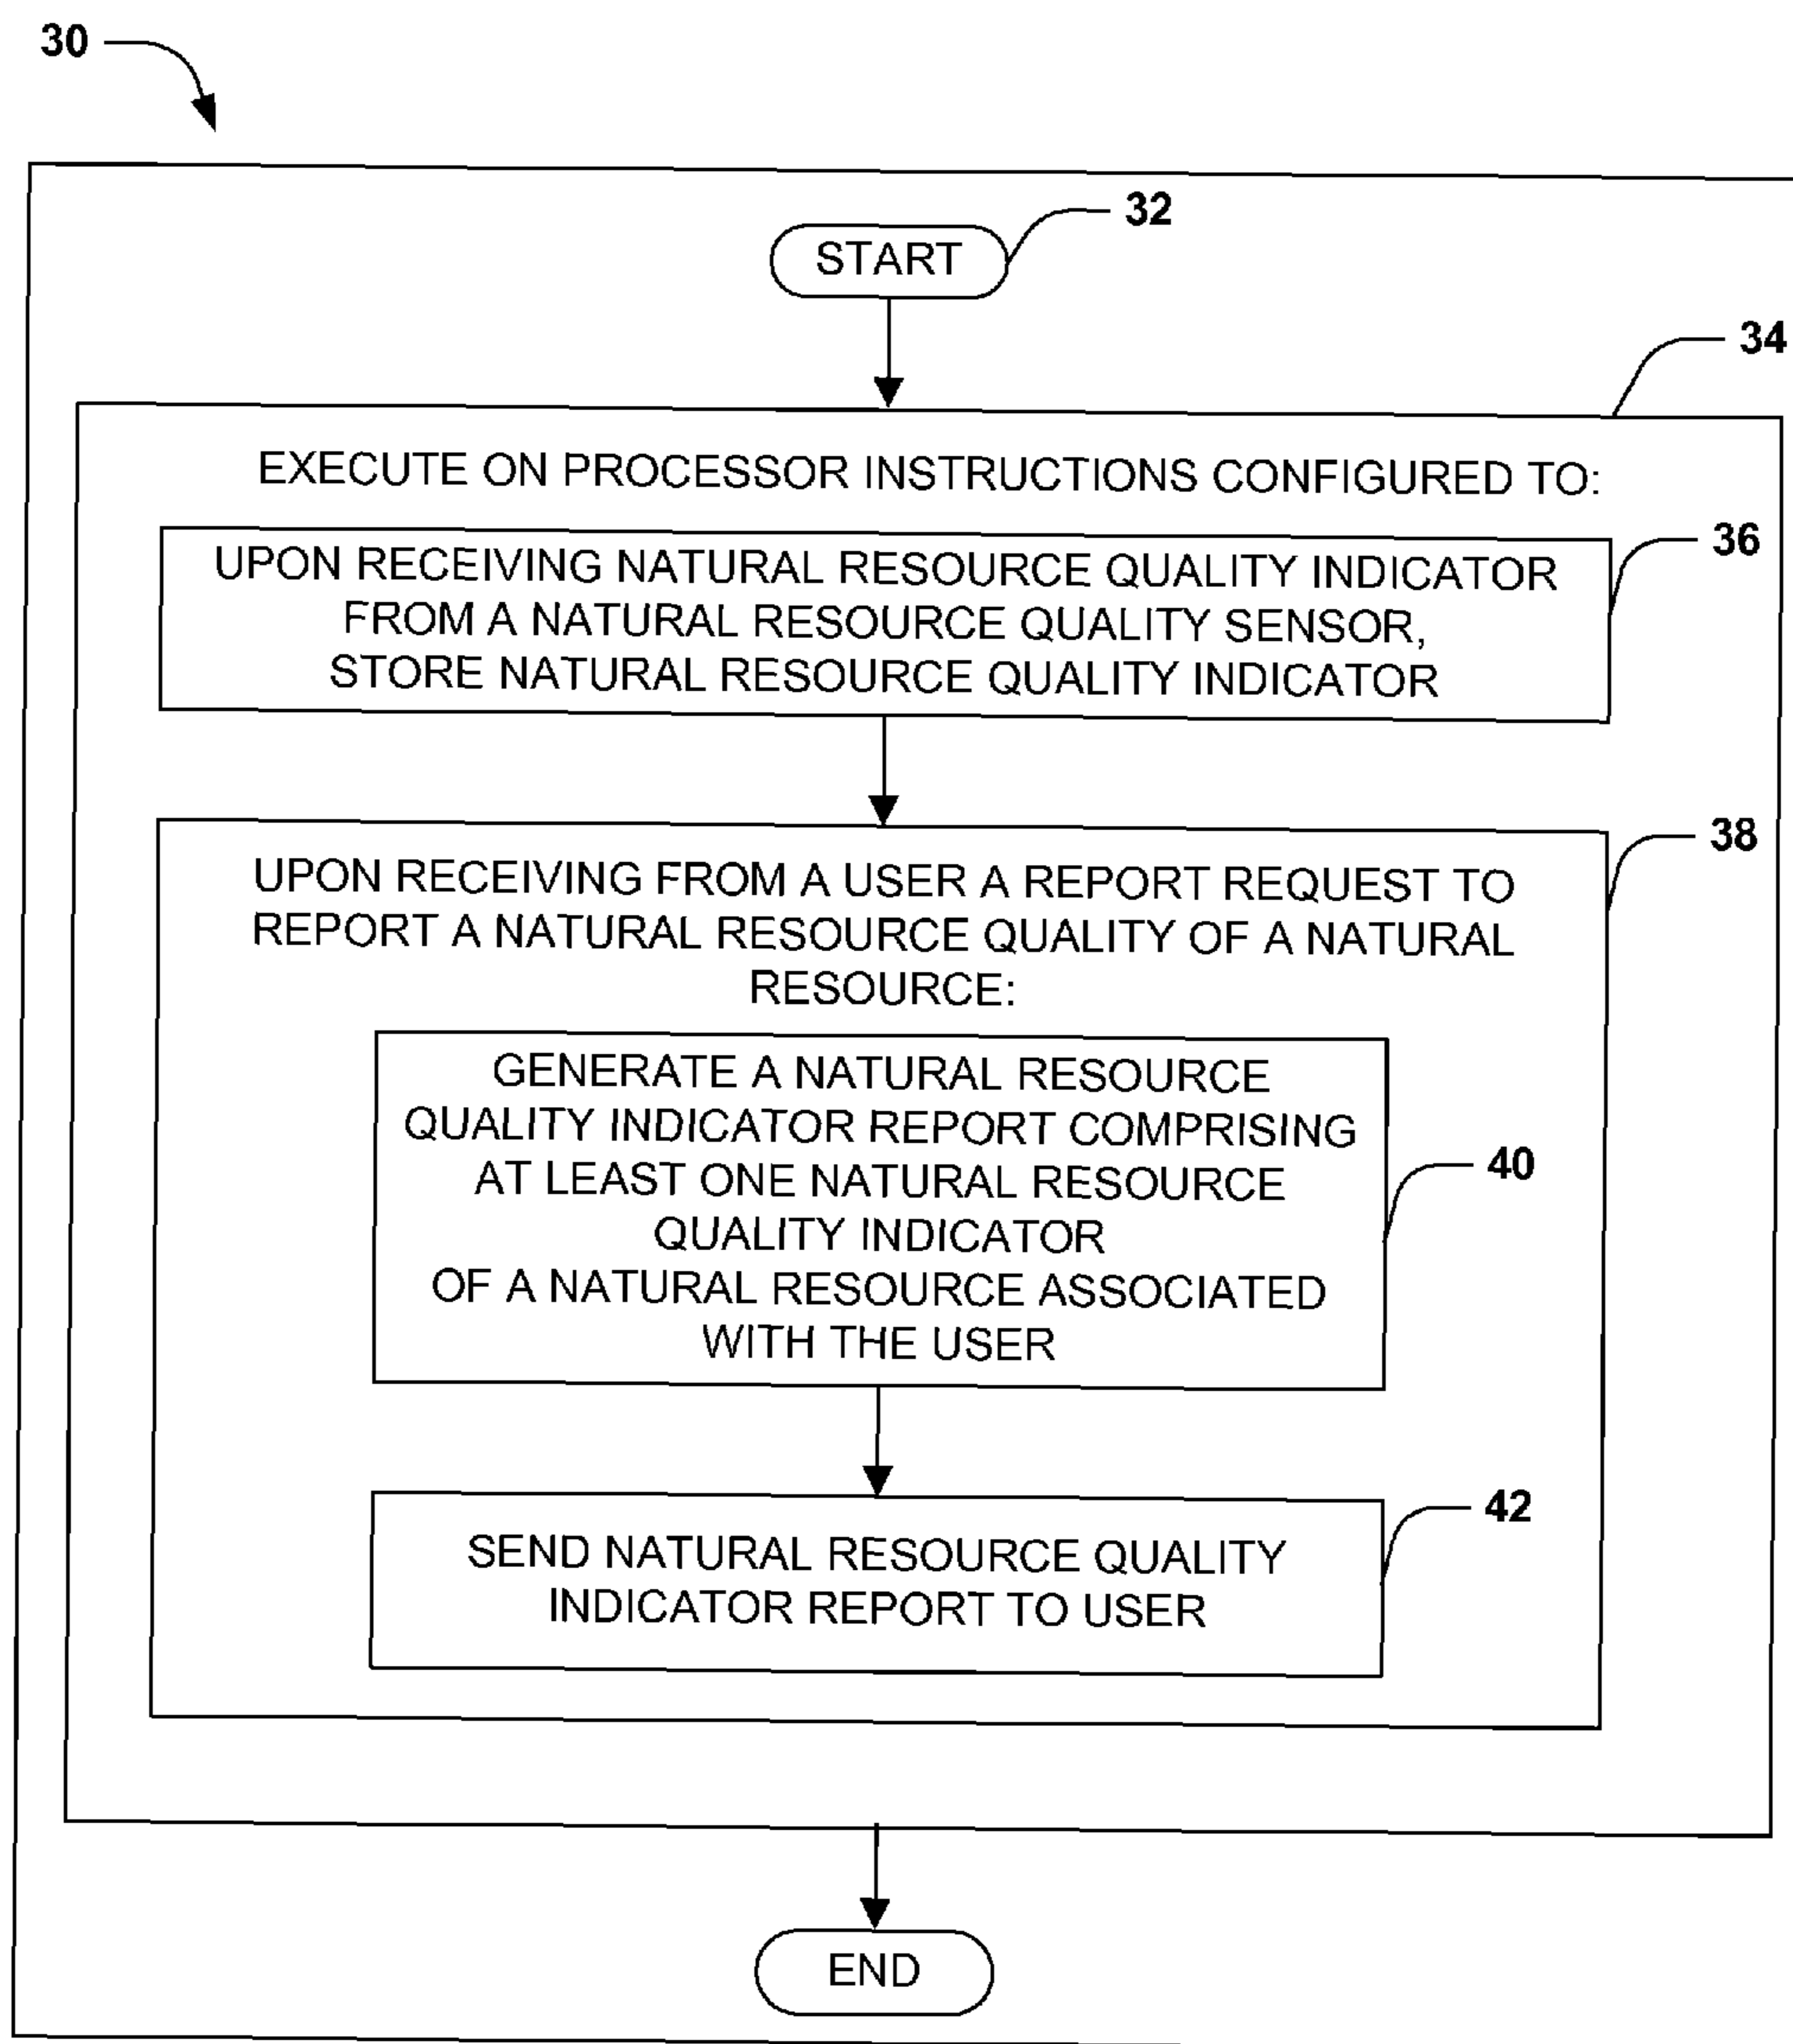 30
32
START
34
EXECUTE ON PROCESSOR INSTRUCTIONS CONFIGURED TO:
36
UPON RECEIVING NATURAL RESOURCE QUALITY INDICATOR
FROM A NATURAL RESOURCE QUALITY SENSOR,
STORE NATURAL RESOURCE QUALITY INDICATOR
38
UPON RECEIVING FROM A USER A REPORT REQUEST TO
REPORT A NATURAL RESOURCE QUALITY OF A NATURAL
RESOURCE:
GENERATE A NATURAL RESOURCE
QUALITY INDICATOR REPORT COMPRISING
AT LEAST ONE NATURAL RESOURCE
40
QUALITY INDICATOR
OF A NATURAL RESOURCE ASSOCIATED
WITH THE USER
42
SEND NATURAL RESOURCE QUALITY
INDICATOR REPORT TO USER
END